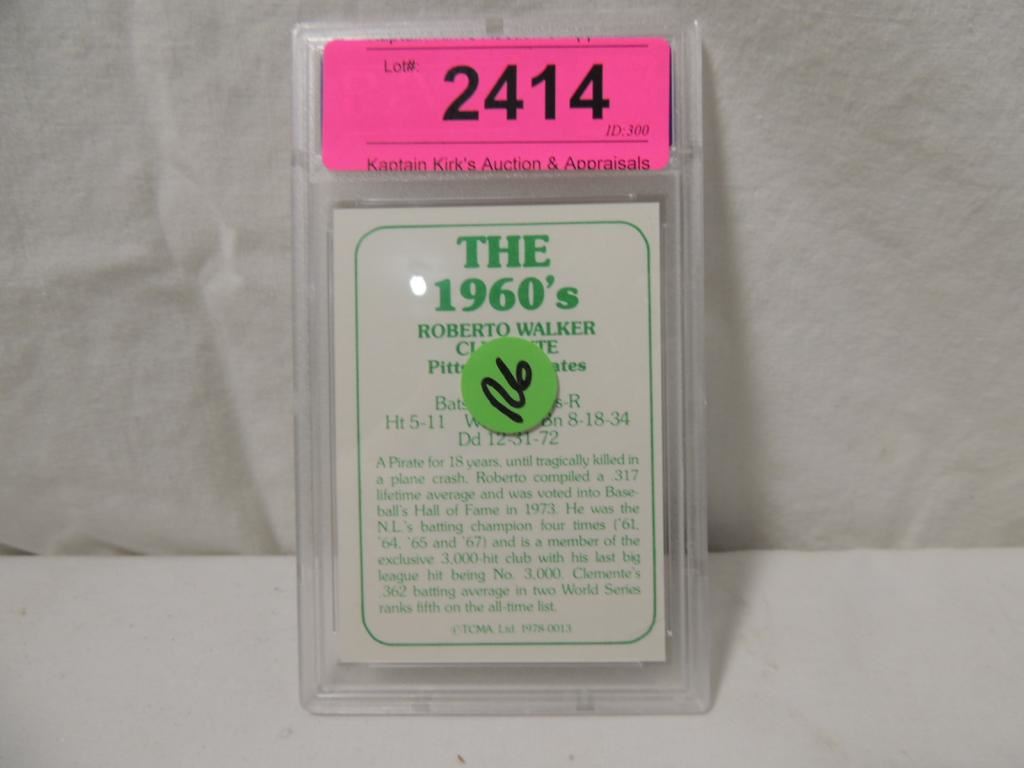 Lot#: 2414
ID:300
Kaptain Kirk's Auction & Appraisals
THE
1960's
ROBERTO WALKER
CL TE
Pitts ates
Bats s-R
Ht 5-11 W Bn 8-18-34
Dd 12-31-72
A Pirate for 18 years, until tragically killed in
a plane crash. Roberto compiled a .317
lifetime average and was voted into Base-
ball's Hall of Fame in 1973. He was the
N.L.'s batting champion four times ('61,
'64, '65 and '67) and is a member of the
exclusive 3,000-hit club with his last big
league hit being No. 3,000. Clemente's
.362 batting average in two World Series
ranks fifth on the all-time list.
©TCMA Ltd. 1978-0013